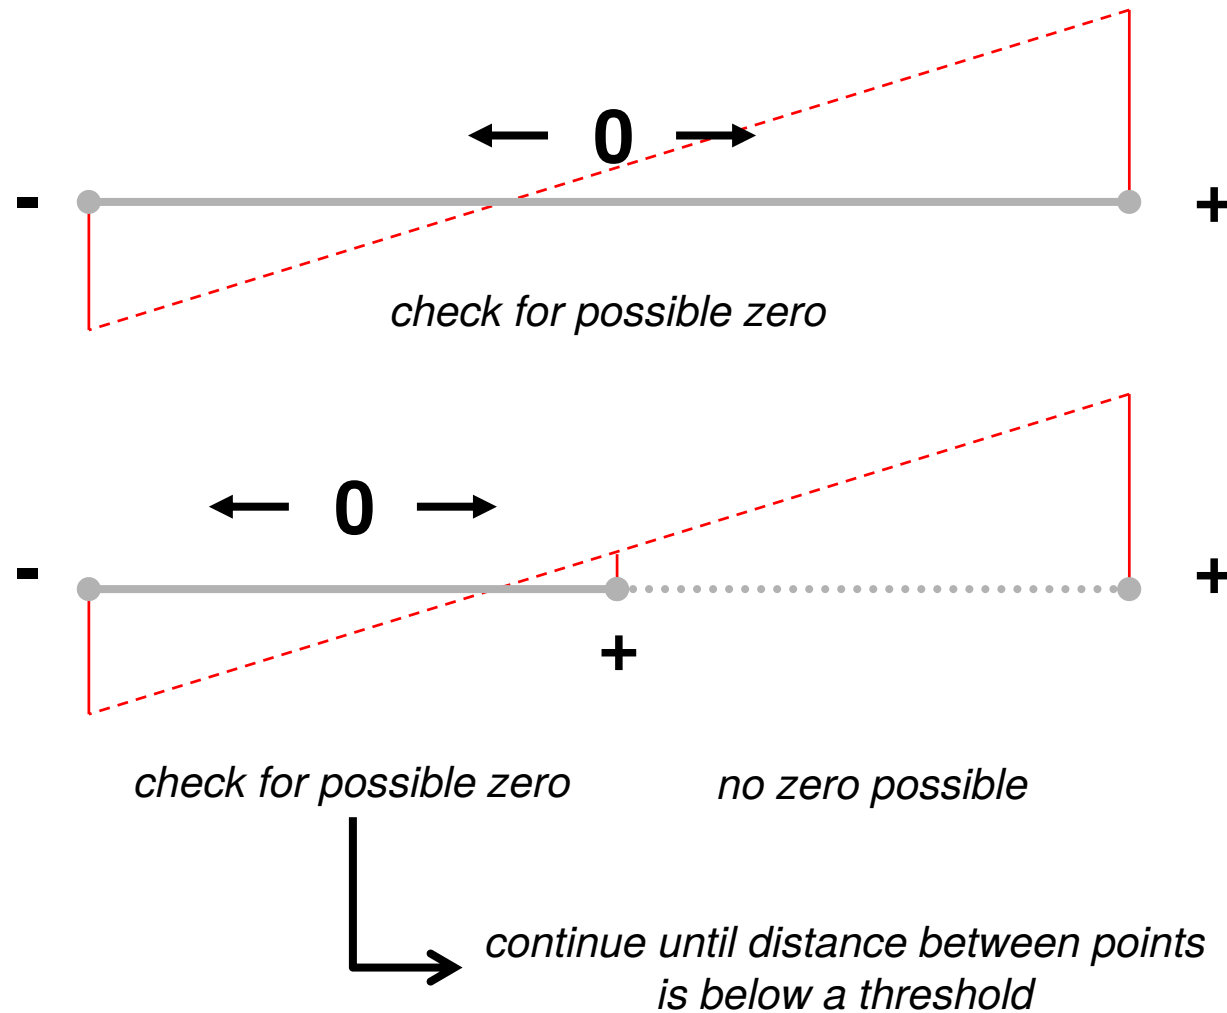 0
- +
check for possible zero
0
- +
+
check for possible zero no zero possible
continue until distance between points
is below a threshold